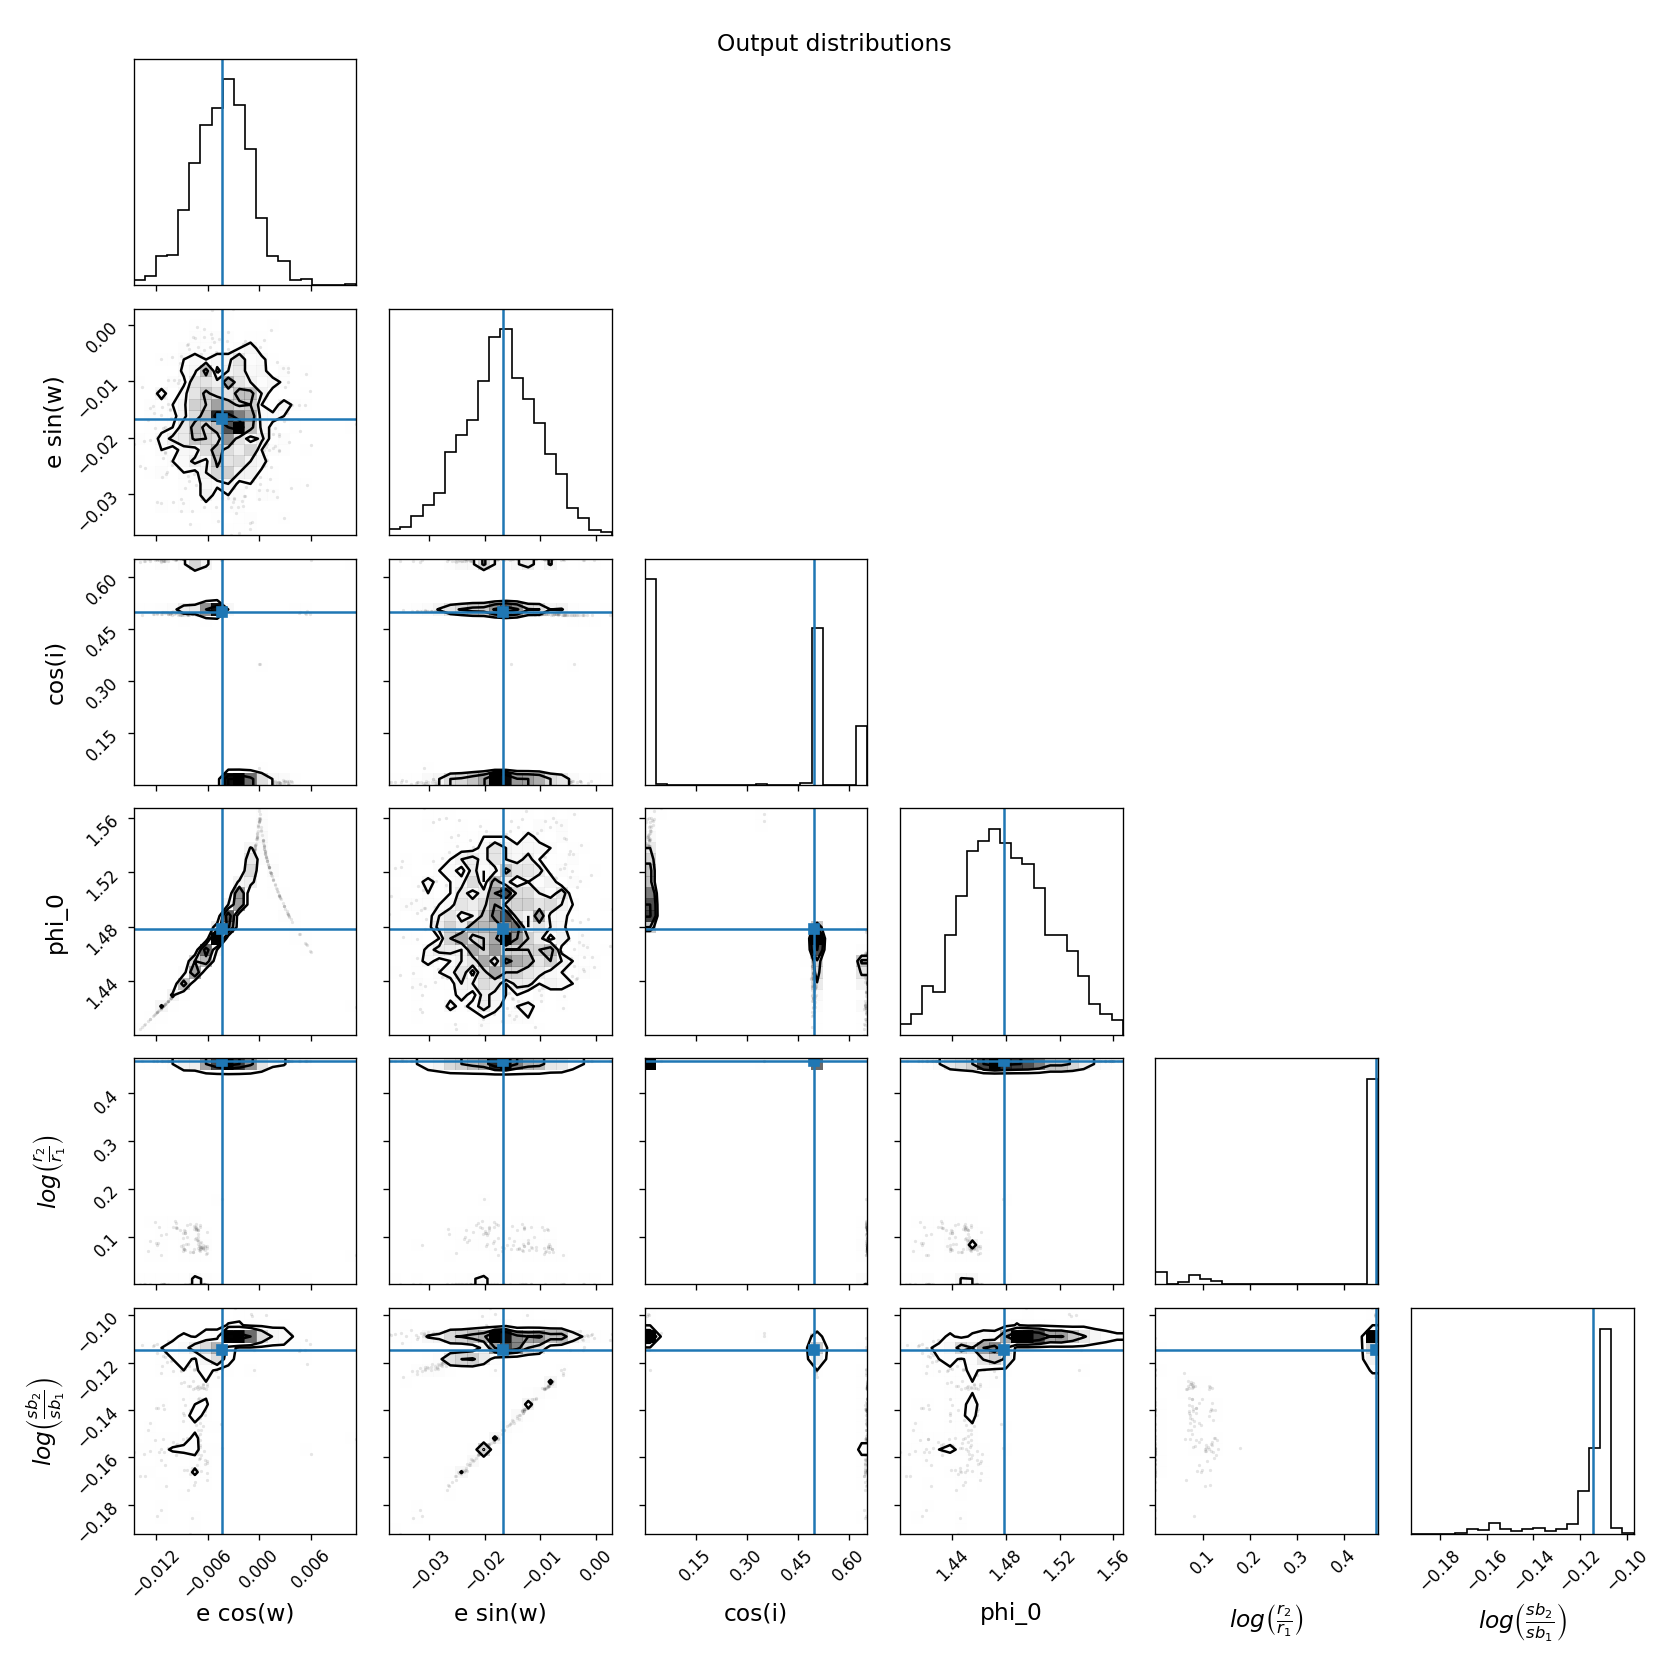 Output distributions
0.00
−0.01
−0.02
−0.03
e sin(w)
0.60
0.45
0.30
0.15
cos(i)
1.56
1.52
1.48
1.44
phi_0
0.4
0.3
0.2
0.1
log(r₂/r₁)
−0.10
−0.12
−0.14
−0.16
−0.18
log(sb₂/sb₁)
−0.012 −0.006 0.000 0.006
−0.03 −0.02 −0.01 0.00
0.15 0.30 0.45 0.60
1.44 1.48 1.52 1.56
0.1 0.2 0.3 0.4
−0.18 −0.16 −0.14 −0.12 −0.10
e cos(w) e sin(w) cos(i) phi_0 log(r₂/r₁) log(sb₂/sb₁)